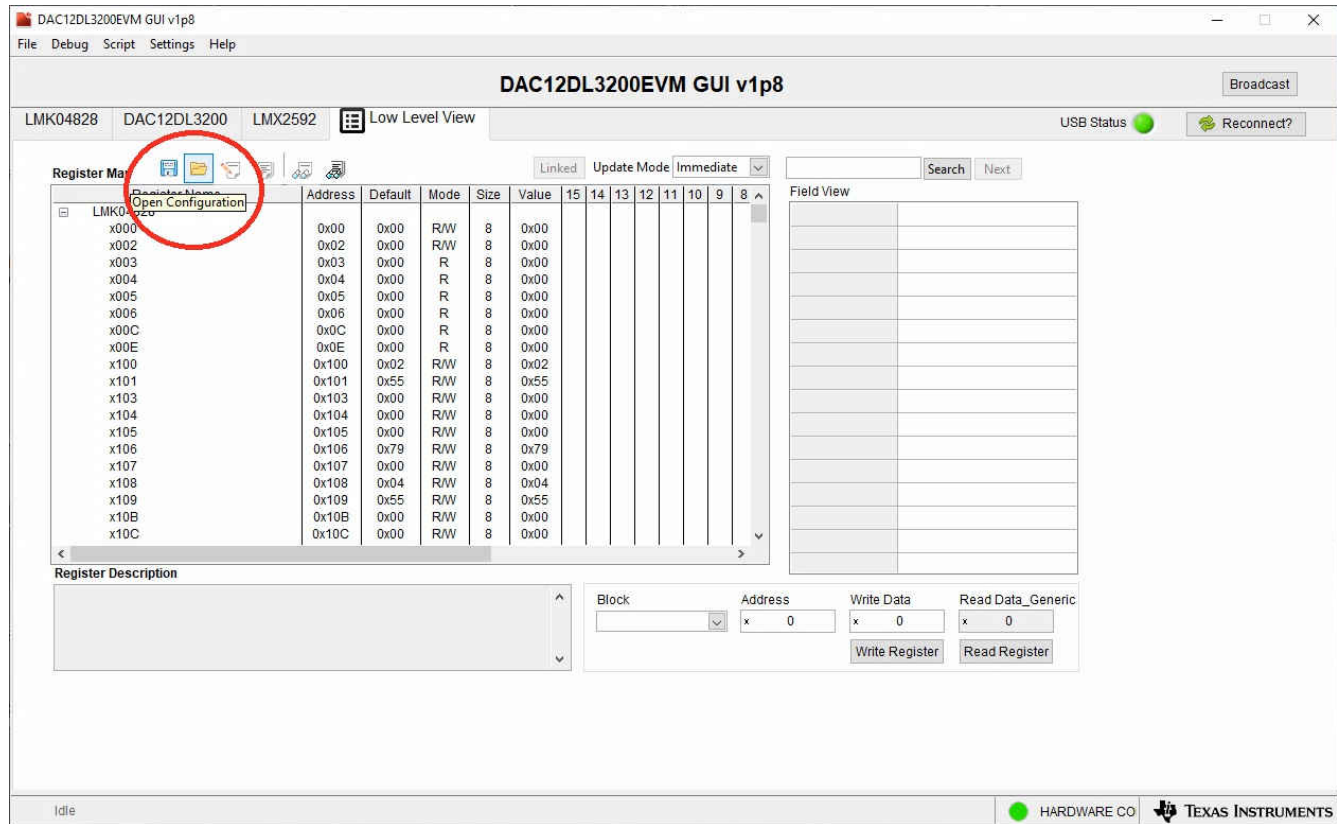 DAC12DL3200EVM GUI v1p8
File Debug Script Settings Help
DAC12DL3200EVM GUI v1p8
Broadcast
LMK04828 DAC12DL3200 LMX2592 Low Level View
USB Status Reconnect?
Register Map
Linked Update Mode Immediate Search Next
Register Name Address Default Mode Size Value 15 14 13 12 11 10 9 8
Field View
Open Configuration
LMK04828
x000 0x00 0x00 R/W 8 0x00
x002 0x02 0x00 R/W 8 0x00
x003 0x03 0x00 R 8 0x00
x004 0x04 0x00 R 8 0x00
x005 0x05 0x00 R 8 0x00
x006 0x06 0x00 R 8 0x00
x00C 0x0C 0x00 R 8 0x00
x00E 0x0E 0x00 R 8 0x00
x100 0x100 0x02 R/W 8 0x02
x101 0x101 0x55 R/W 8 0x55
x103 0x103 0x00 R/W 8 0x00
x104 0x104 0x00 R/W 8 0x00
x105 0x105 0x00 R/W 8 0x00
x106 0x106 0x79 R/W 8 0x79
x107 0x107 0x00 R/W 8 0x00
x108 0x108 0x04 R/W 8 0x04
x109 0x109 0x55 R/W 8 0x55
x10B 0x10B 0x00 R/W 8 0x00
x10C 0x10C 0x00 R/W 8 0x00
Register Description
Block Address Write Data Read Data_Generic
x 0 x 0 x 0
Write Register Read Register
Idle
HARDWARE CO
TEXAS INSTRUMENTS